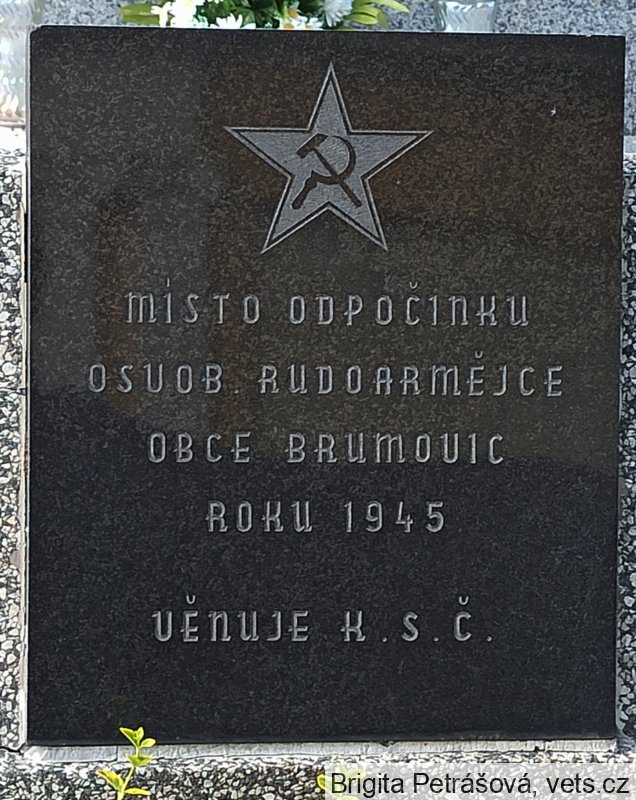 MÍSTO ODPOČINKU
OSVOB. RUDOARMĚJCE
OBCE BRUMOVIC
ROKU 1945
VĚNUJE K.S.Č.
Brigita Petrášová, vets.cz